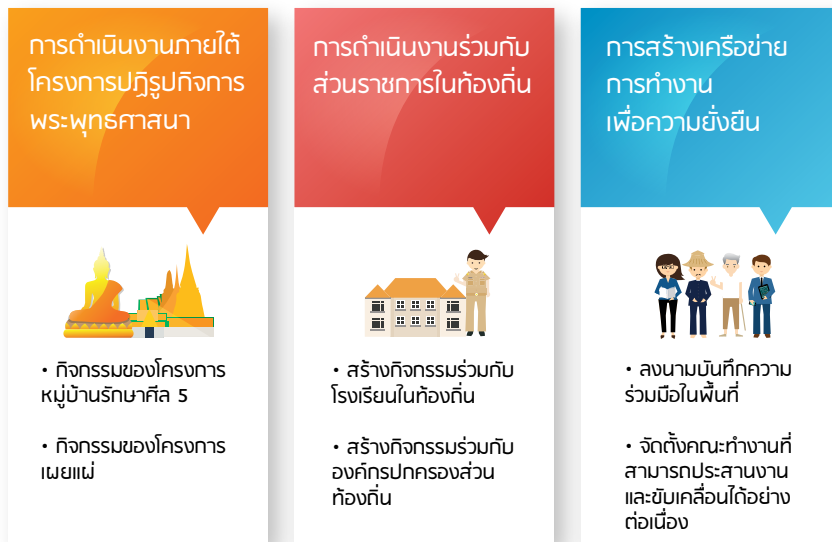 การดำเนินงานภายใต้
โครงการปฏิรูปกิจการ
พระพุทธศาสนา
• กิจกรรมของโครงการ
หมู่บ้านรักษาศีล 5
• กิจกรรมของโครงการ
เผยแผ่
การดำเนินงานร่วมกับ
ส่วนราชการในท้องถิ่น
• สร้างกิจกรรมร่วมกับ
โรงเรียนในท้องถิ่น
• สร้างกิจกรรมร่วมกับ
องค์กรปกครองส่วน
ท้องถิ่น
การสร้างเครือข่าย
การทำงาน
เพื่อความยั่งยืน
• ลงนามบันทึกความ
ร่วมมือในพื้นที่
• จัดตั้งคณะทำงานที่
สามารถประสานงาน
และขับเคลื่อนได้อย่าง
ต่อเนื่อง